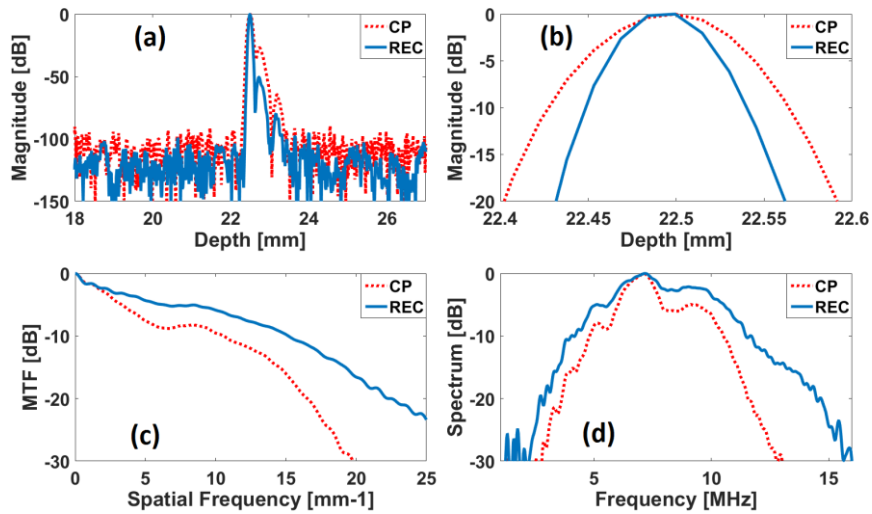 (a)
CP
REC
Magnitude [dB]
0
-50
-100
-150
18
20
22
24
26
Depth [mm]
(b)
CP
REC
Magnitude [dB]
0
-5
-10
-15
-20
22.4
22.45
22.5
22.55
22.6
Depth [mm]
(c)
CP
REC
MTF [dB]
0
-10
-20
-30
0
5
10
15
20
25
Spatial Frequency [mm-1]
(d)
CP
REC
Spectrum [dB]
0
-10
-20
-30
5
10
15
Frequency [MHz]